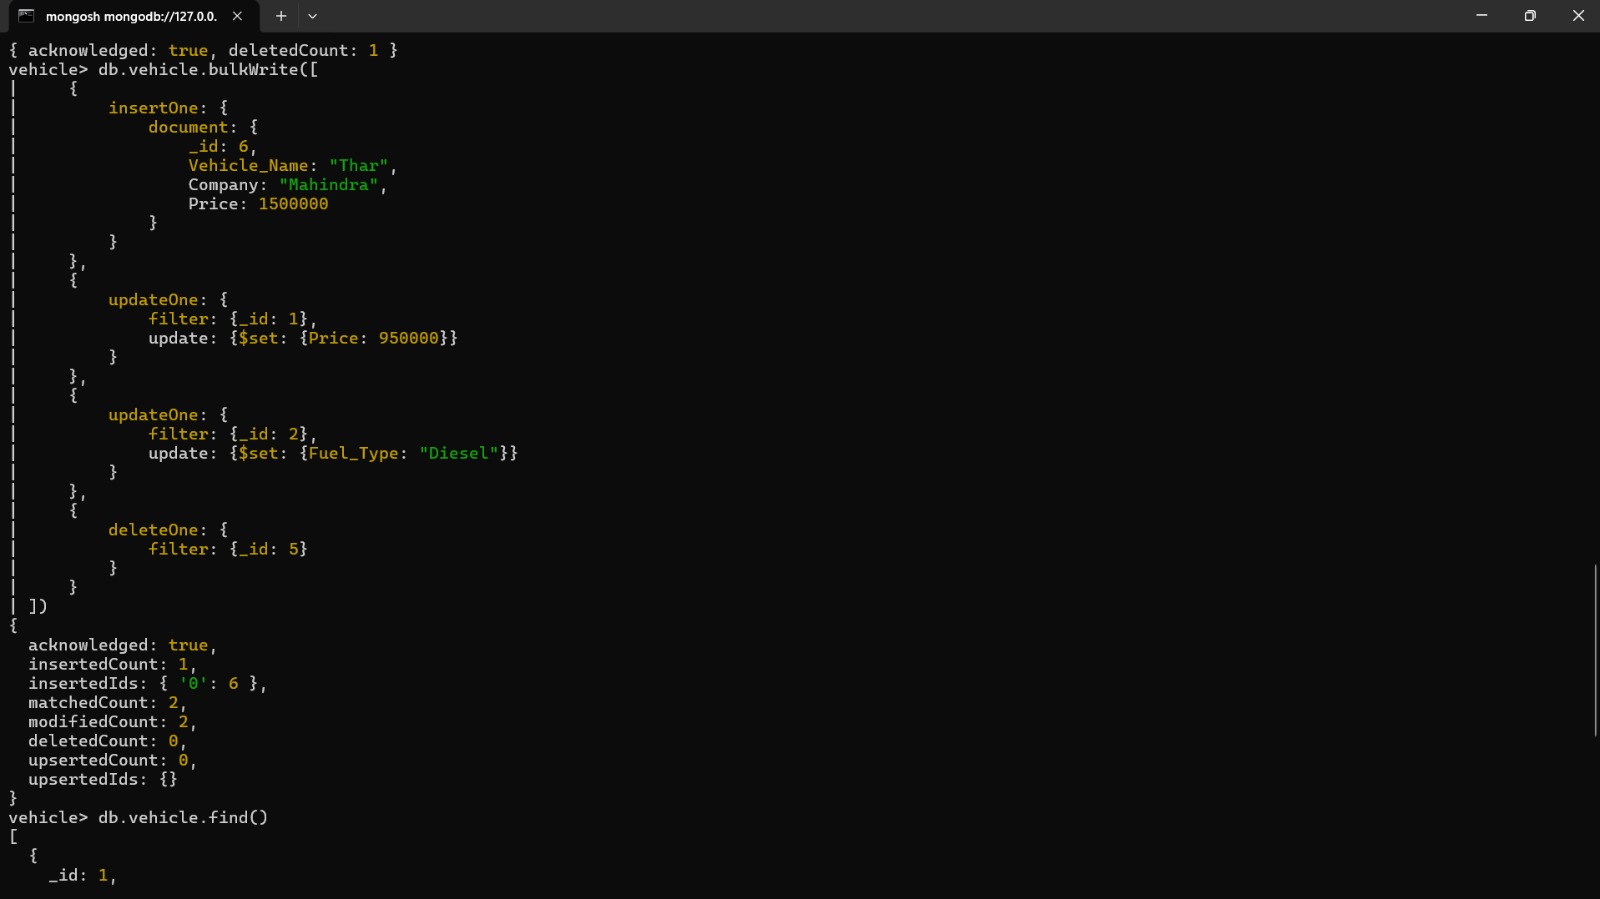 mongosh mongodb://127.0.0.
{ acknowledged: true, deletedCount: 1 }
vehicle> db.vehicle.bulkWrite([
|     {
|         insertOne: {
|             document: {
|                 _id: 6,
|                 Vehicle_Name: "Thar",
|                 Company: "Mahindra",
|                 Price: 1500000
|             }
|         }
|     },
|     {
|         updateOne: {
|             filter: {_id: 1},
|             update: {$set: {Price: 950000}}
|         }
|     },
|     {
|         updateOne: {
|             filter: {_id: 2},
|             update: {$set: {Fuel_Type: "Diesel"}}
|         }
|     },
|     {
|         deleteOne: {
|             filter: {_id: 5}
|         }
|     }
| ])
{
  acknowledged: true,
  insertedCount: 1,
  insertedIds: { '0': 6 },
  matchedCount: 2,
  modifiedCount: 2,
  deletedCount: 0,
  upsertedCount: 0,
  upsertedIds: {}
}
vehicle> db.vehicle.find()
[
  {
    _id: 1,